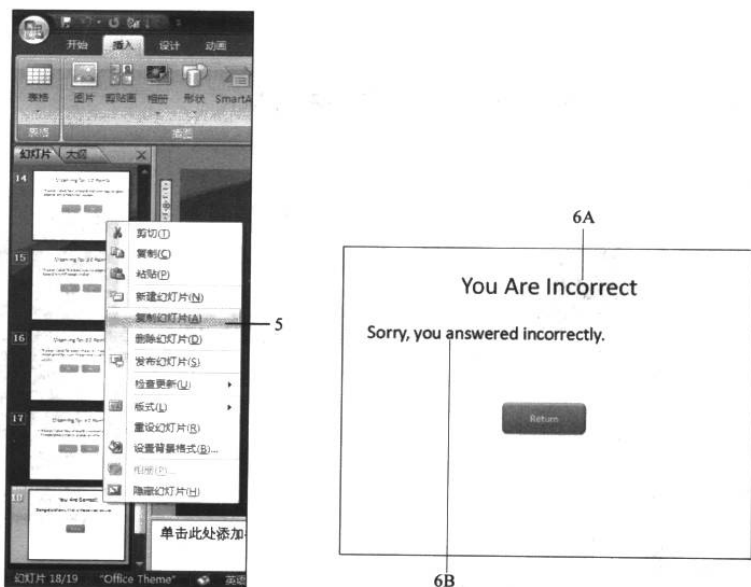 开始 插入 设计 动画
表格 图片 剪贴画 相册 形状 SmartA
表格 插图
幻灯片 大纲
14
15
16
17
You Are Correct!
剪切(T)
复制(C)
粘贴(P)
新建幻灯片(N)
复制幻灯片(A)
删除幻灯片(D)
发布幻灯片(S)
检查更新(U)
版式(L)
重设幻灯片(R)
设置背景格式(B)...
相册(P)...
隐藏幻灯片(H)
5
单击此处添加
幻灯片 18/19 "Office Theme" 英语
6A
You Are Incorrect
Sorry, you answered incorrectly.
Return
6B